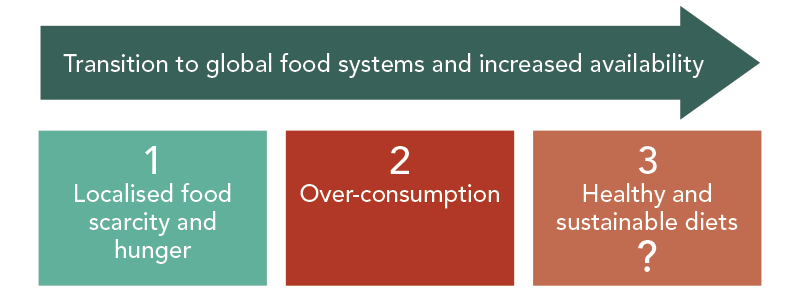 Transition to global food systems and increased availability
1
Localised food
scarcity and
hunger
2
Over-consumption
3
Healthy and
sustainable diets
?